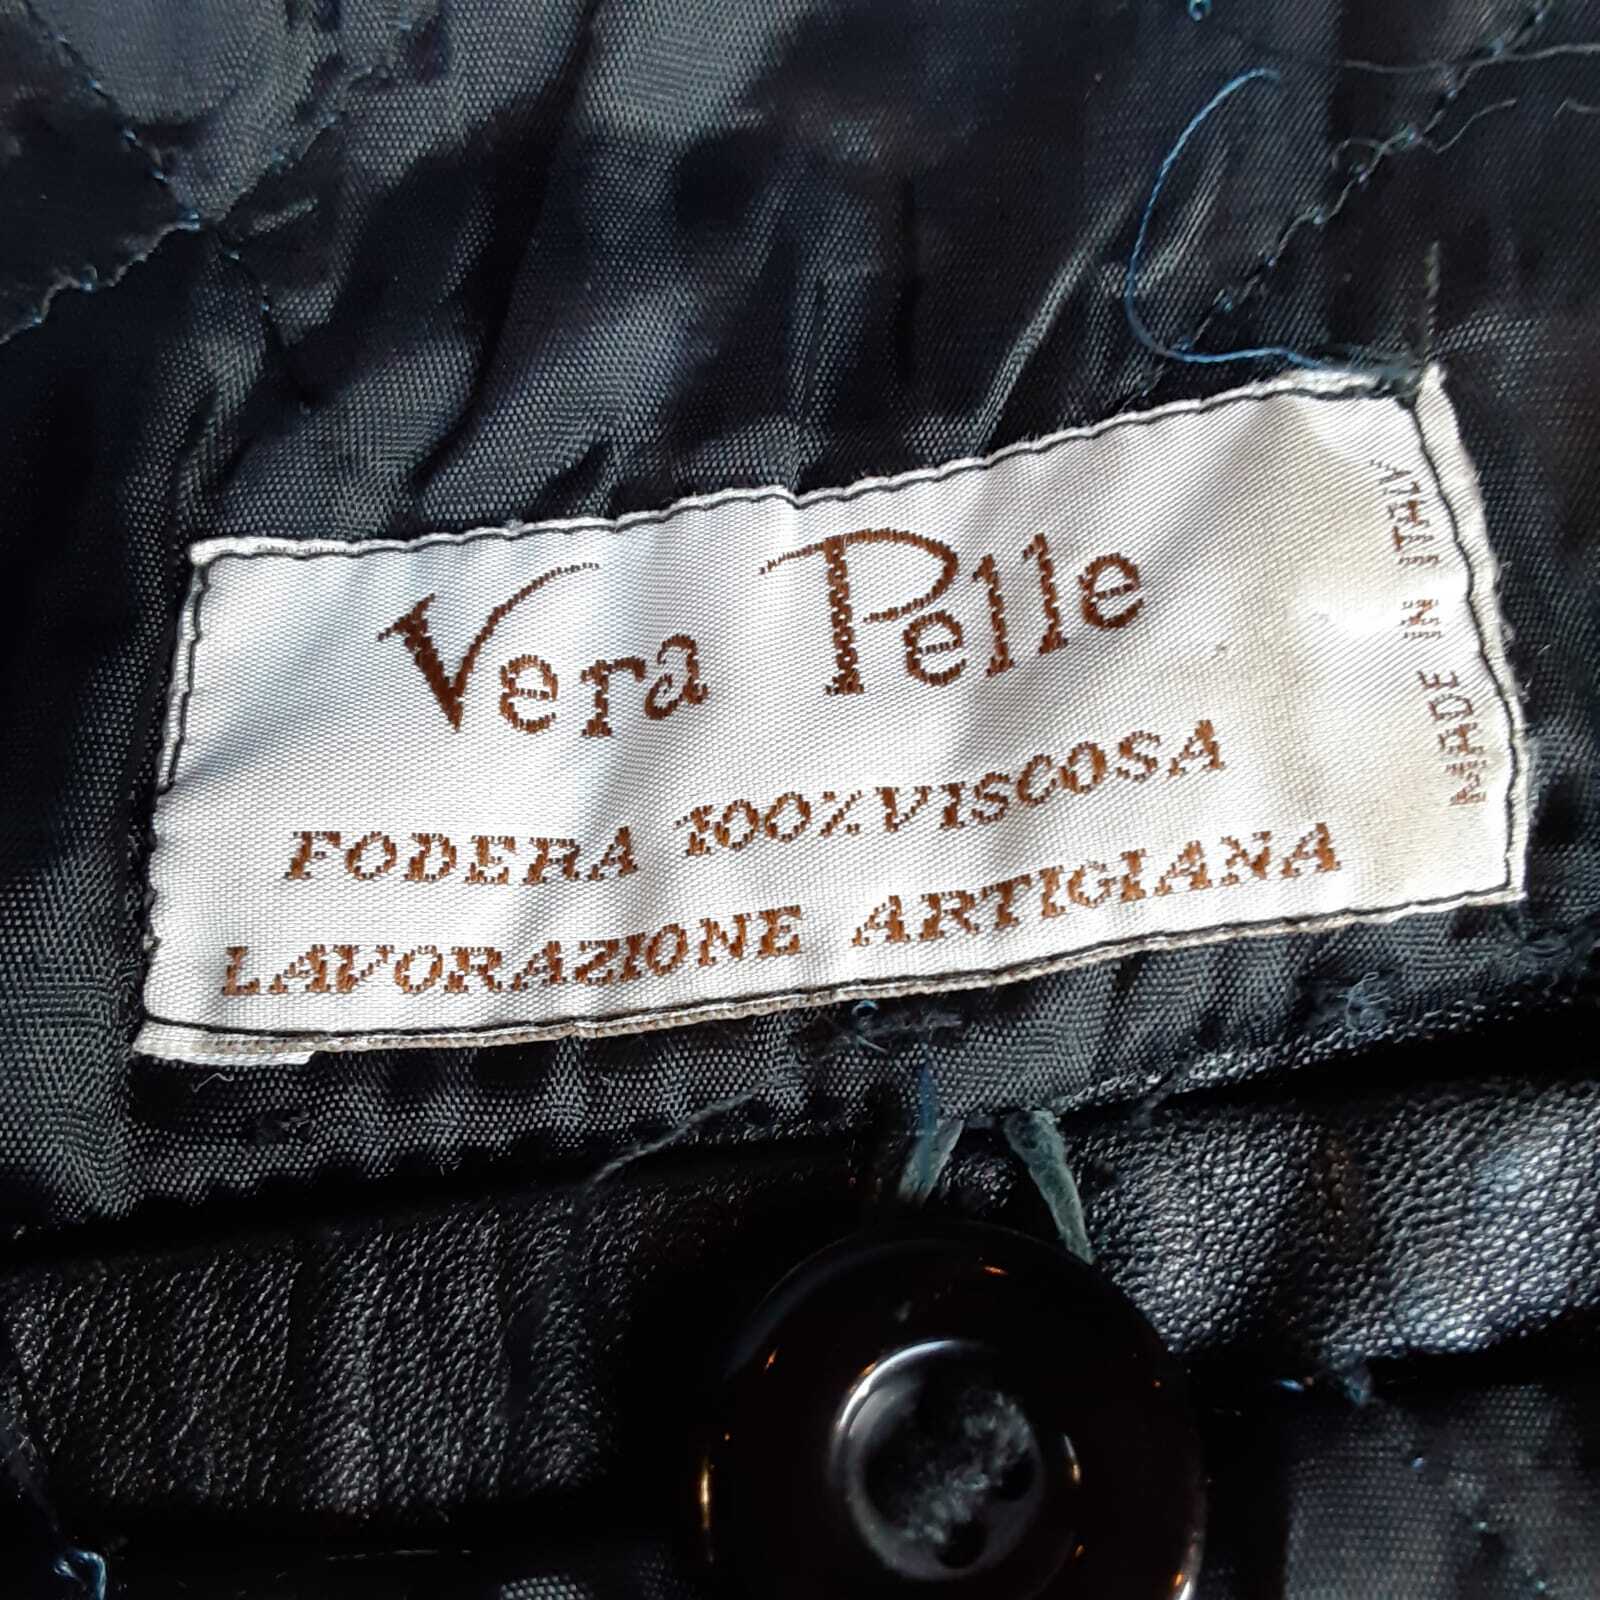 Vera Pelle
FODERA 100%VISCOSA
LAVORAZIONE ARTIGIANA
MADE IN ITALY